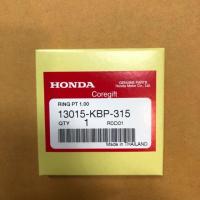 HONDA
GENUINE PARTS
Honda Motor Co., Ltd.
Coregift
RING PT 1.00
13015-KBP-315
QTY 1 R0D01
Made in THAILAND